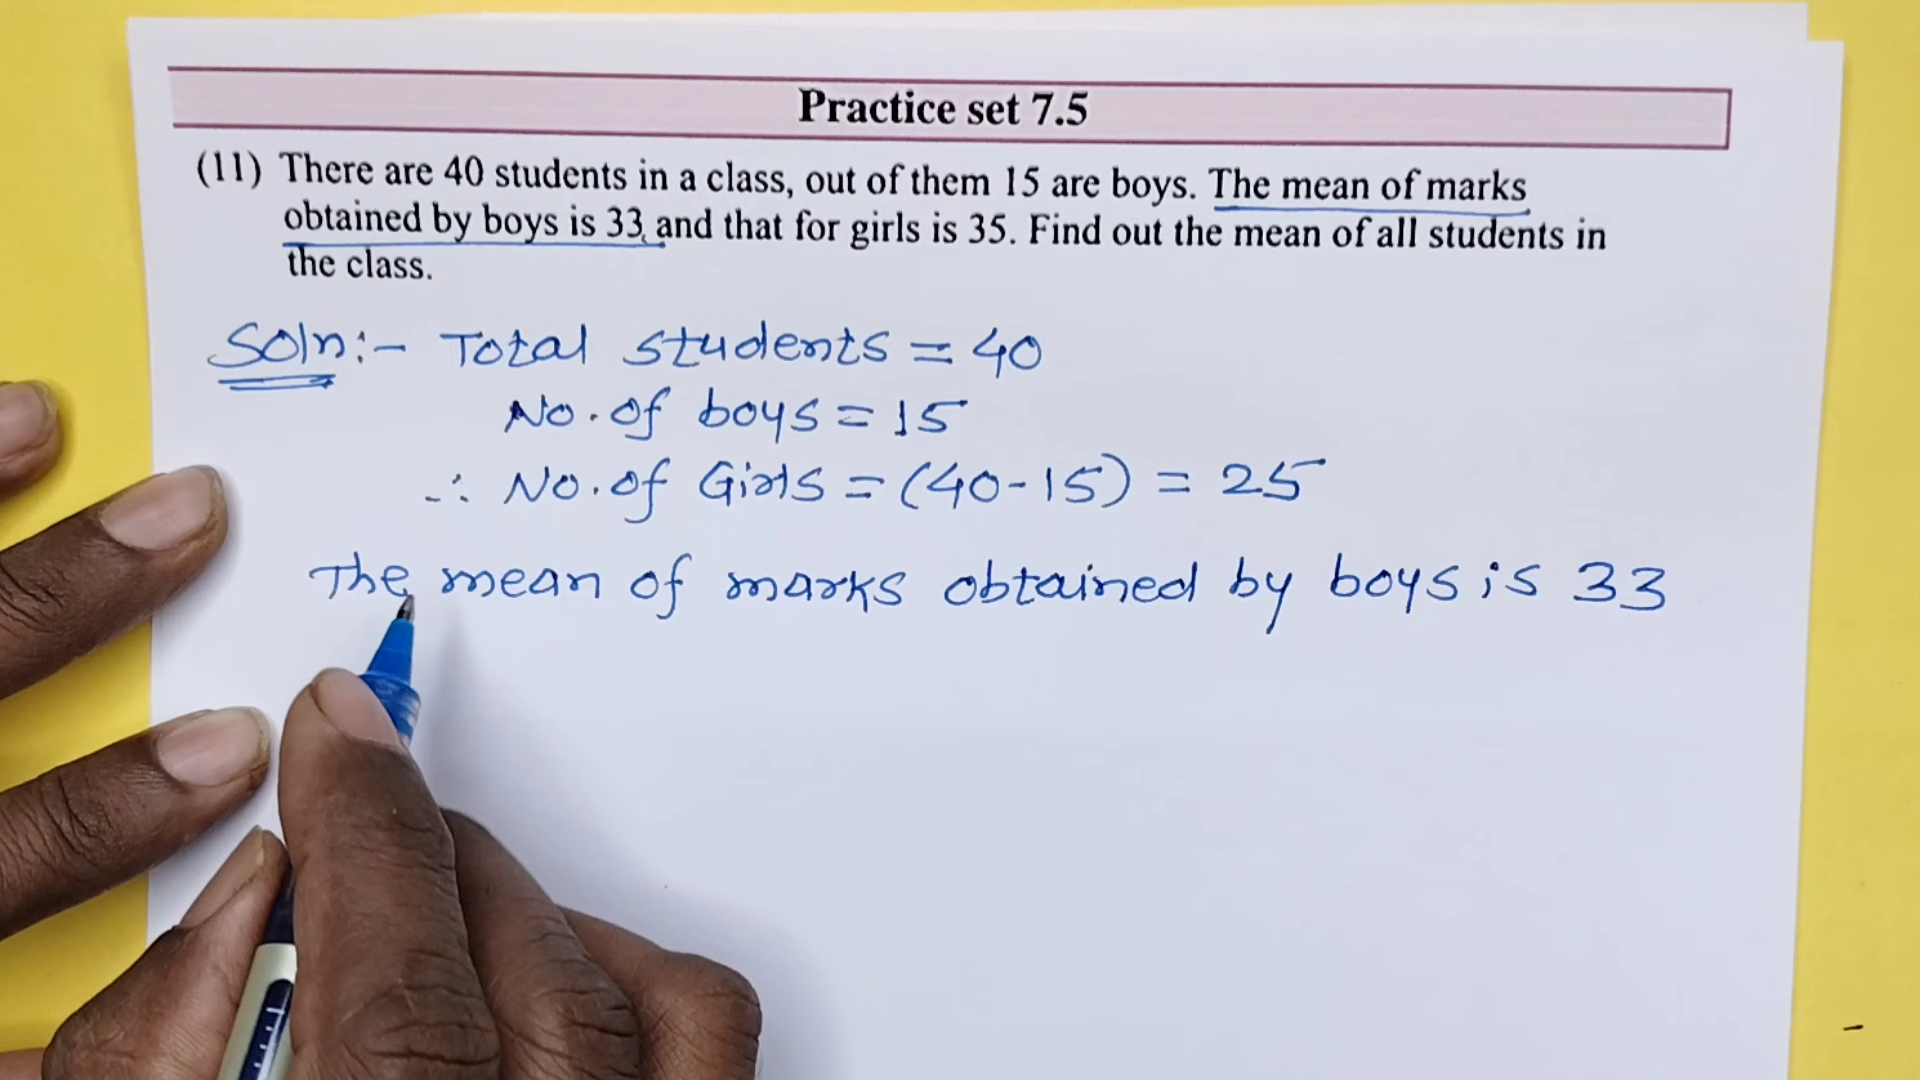 Practice set 7.5
(11) There are 40 students in a class, out of them 15 are boys. The mean of marks
obtained by boys is 33 and that for girls is 35. Find out the mean of all students in
the class.
Soln:- Total students = 40
No. of boys = 15
∴ No. of Girls = (40-15) = 25
The mean of marks obtained by boys is 33